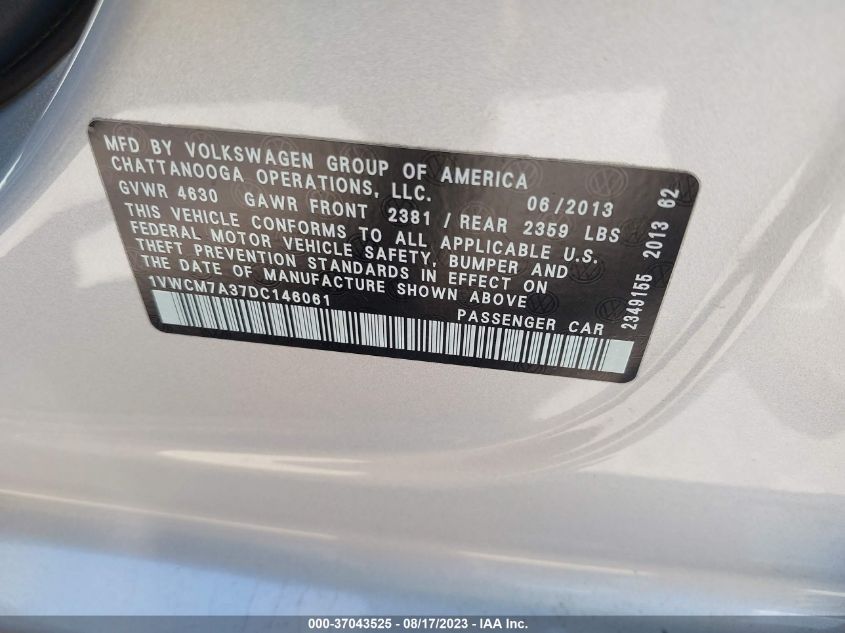 MFD BY VOLKSWAGEN GROUP OF AMERICA
CHATTANOOGA OPERATIONS, LLC. 06/2013
GVWR 4630 GAWR FRONT 2381 / REAR 2359 LBS
THIS VEHICLE CONFORMS TO ALL APPLICABLE U.S.
FEDERAL MOTOR VEHICLE SAFETY, BUMPER AND
THEFT PREVENTION STANDARDS IN EFFECT ON
THE DATE OF MANUFACTURE SHOWN ABOVE
1VWCM7A37DC146061
PASSENGER CAR
2349155 2013 62
000-37043525 - 08/17/2023 - IAA Inc.